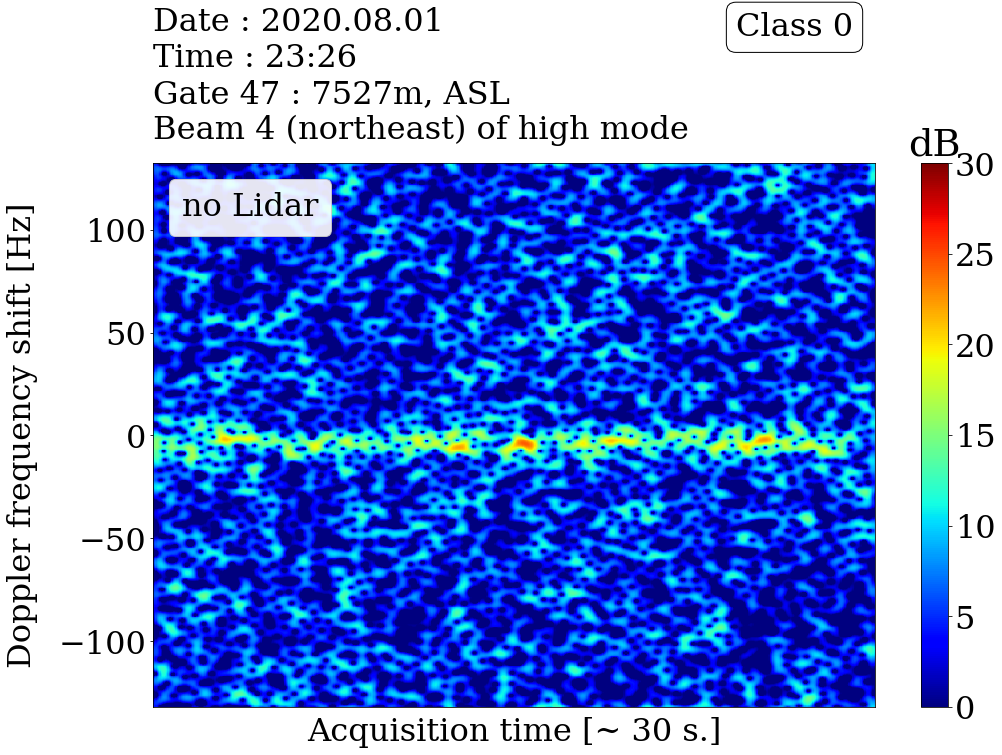 Date : 2020.08.01
Time : 23:26
Gate 47 : 7527m, ASL
Beam 4 (northeast) of high mode
Class 0
dB
no Lidar
Doppler frequency shift [Hz]
100
50
0
−50
−100
30
25
20
15
10
5
0
Acquisition time [~ 30 s.]